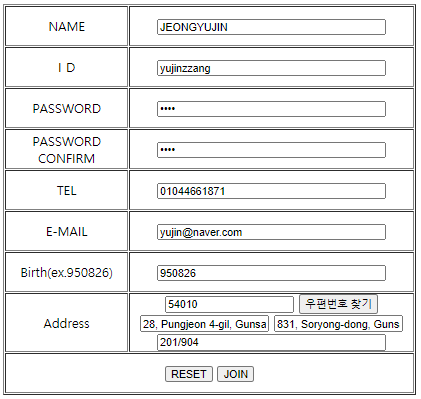 NAME JEONGYUJIN
I D yujinzzang
PASSWORD ••••
PASSWORD
CONFIRM ••••
TEL 01044661871
E-MAIL yujin@naver.com
Birth(ex.950826) 950826
Address 54010 우편번호 찾기
28, Pungjeon 4-gil, Gunsa 831, Soryong-dong, Guns
201/904
RESET JOIN